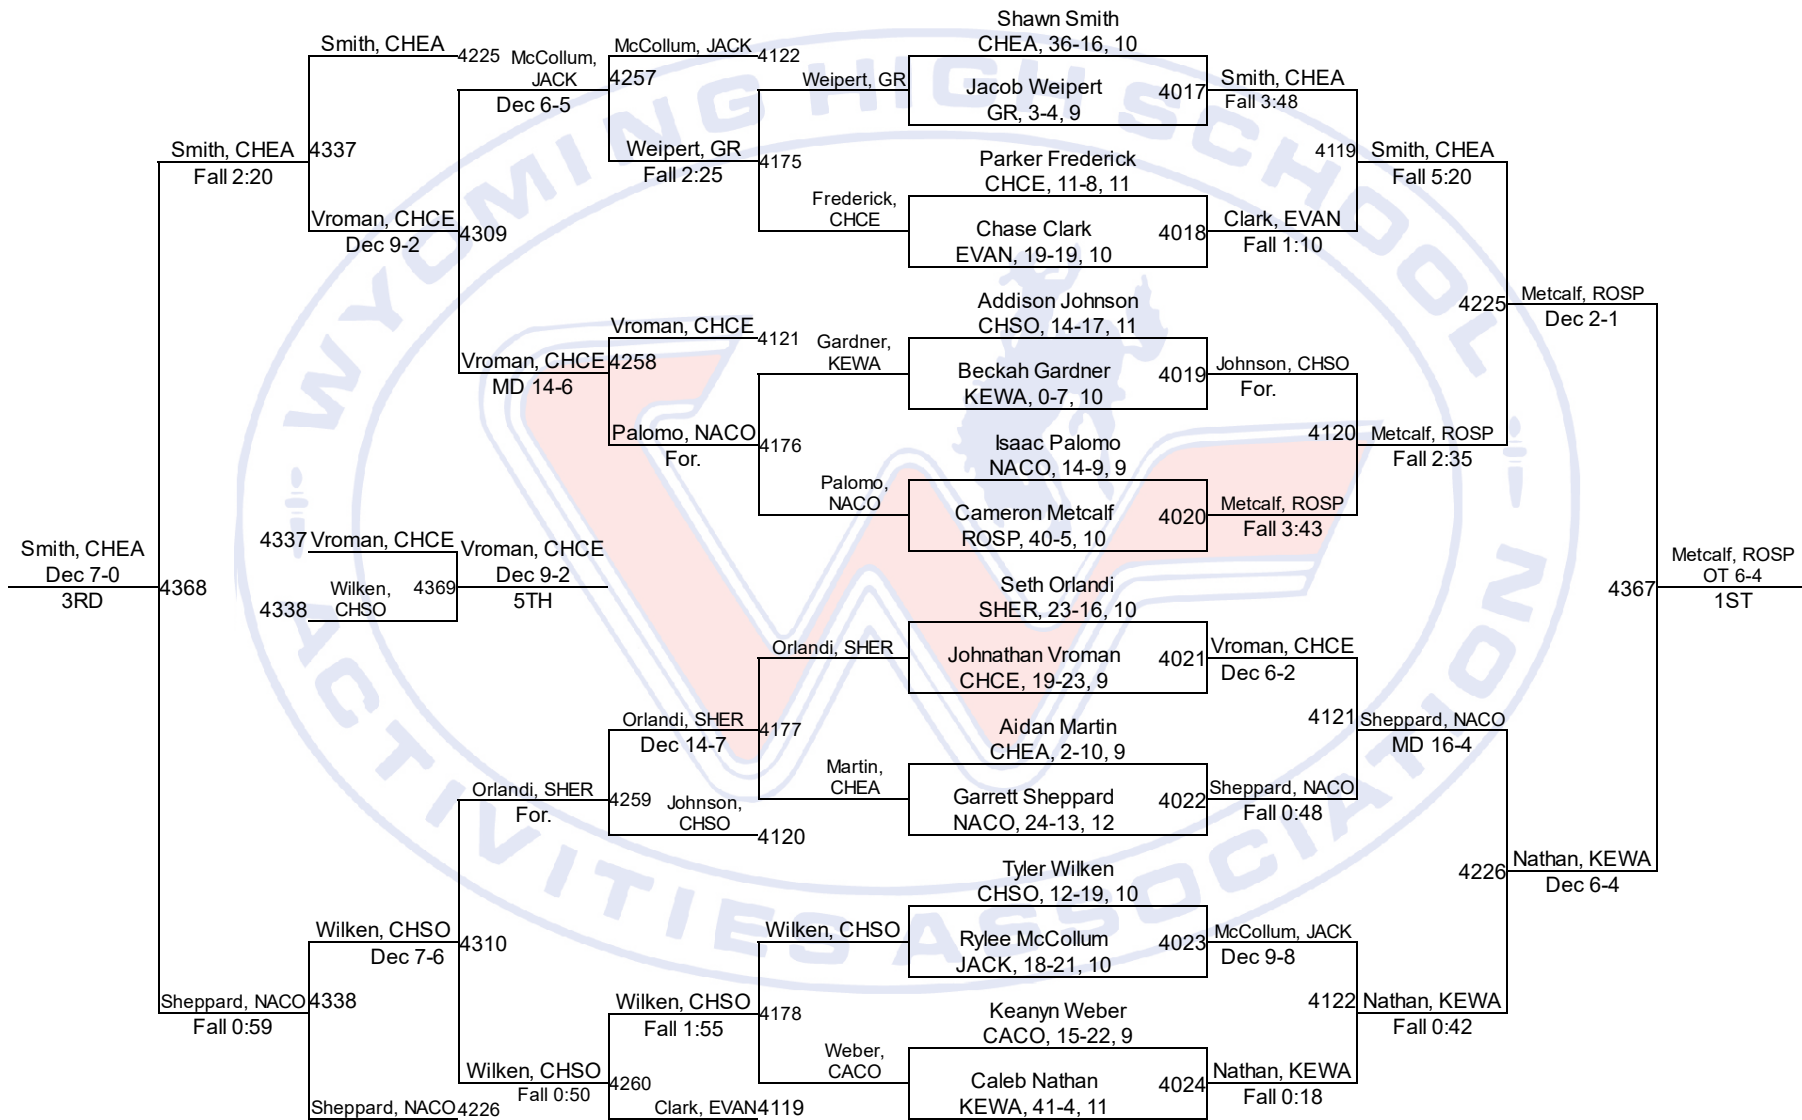 Shawn Smith
CHEA, 36-16, 10
Jacob Weipert
GR, 3-4, 9
4017
Parker Frederick
CHCE, 11-8, 11
Chase Clark
EVAN, 19-19, 10
4018
Addison Johnson
CHSO, 14-17, 11
Beckah Gardner
KEWA, 0-7, 10
4019
Isaac Palomo
NACO, 14-9, 9
Cameron Metcalf
ROSP, 40-5, 10
4020
Seth Orlandi
SHER, 23-16, 10
Johnathan Vroman
CHCE, 19-23, 9
4021
Aidan Martin
CHEA, 2-10, 9
Garrett Sheppard
NACO, 24-13, 12
4022
Tyler Wilken
CHSO, 12-19, 10
Rylee McCollum
JACK, 18-21, 10
4023
Keanyn Weber
CACO, 15-22, 9
Caleb Nathan
KEWA, 41-4, 11
4024
Smith, CHEA
Fall 3:48
4119
Clark, EVAN
Fall 1:10
Johnson, CHSO
For.
4120
Metcalf, ROSP
Fall 3:43
Vroman, CHCE
Dec 6-2
4121
Sheppard, NACO
Fall 0:48
McCollum, JACK
Dec 9-8
4122
Nathan, KEWA
Fall 0:18
Smith, CHEA
Fall 5:20
4225
Metcalf, ROSP
Fall 2:35
Sheppard, NACO
MD 16-4
4226
Nathan, KEWA
Fall 0:42
Metcalf, ROSP
Dec 2-1
4367
Nathan, KEWA
Dec 6-4
Metcalf, ROSP
OT 6-4
1ST
Weipert, GR
4175
Frederick,
CHCE
Gardner,
KEWA
4176
Palomo,
NACO
Orlandi, SHER
4177
Martin,
CHEA
Wilken, CHSO
4178
Weber,
CACO
McCollum, JACK
4122
4257
Weipert, GR
Fall 2:25
Vroman, CHCE
4121
4258
Palomo, NACO
For.
Orlandi, SHER
Dec 14-7
4259
Johnson,
CHSO
4120
Wilken, CHSO
Fall 1:55
4260
Clark, EVAN
4119
McCollum,
JACK
Dec 6-5
4309
Vroman, CHCE
MD 14-6
Orlandi, SHER
For.
4310
Wilken, CHSO
Fall 0:50
Smith, CHEA
4225
4337
Vroman, CHCE
Dec 9-2
Wilken, CHSO
Dec 7-6
4338
Sheppard, NACO
4226
4337
Vroman, CHCE
4369
4338
Wilken,
CHSO
Vroman, CHCE
Dec 9-2
5TH
Smith, CHEA
Fall 2:20
4368
Sheppard, NACO
Fall 0:59
Smith, CHEA
Dec 7-0
3RD
WYOMING HIGH SCHOOL
ACTIVITIES ASSOCIATION